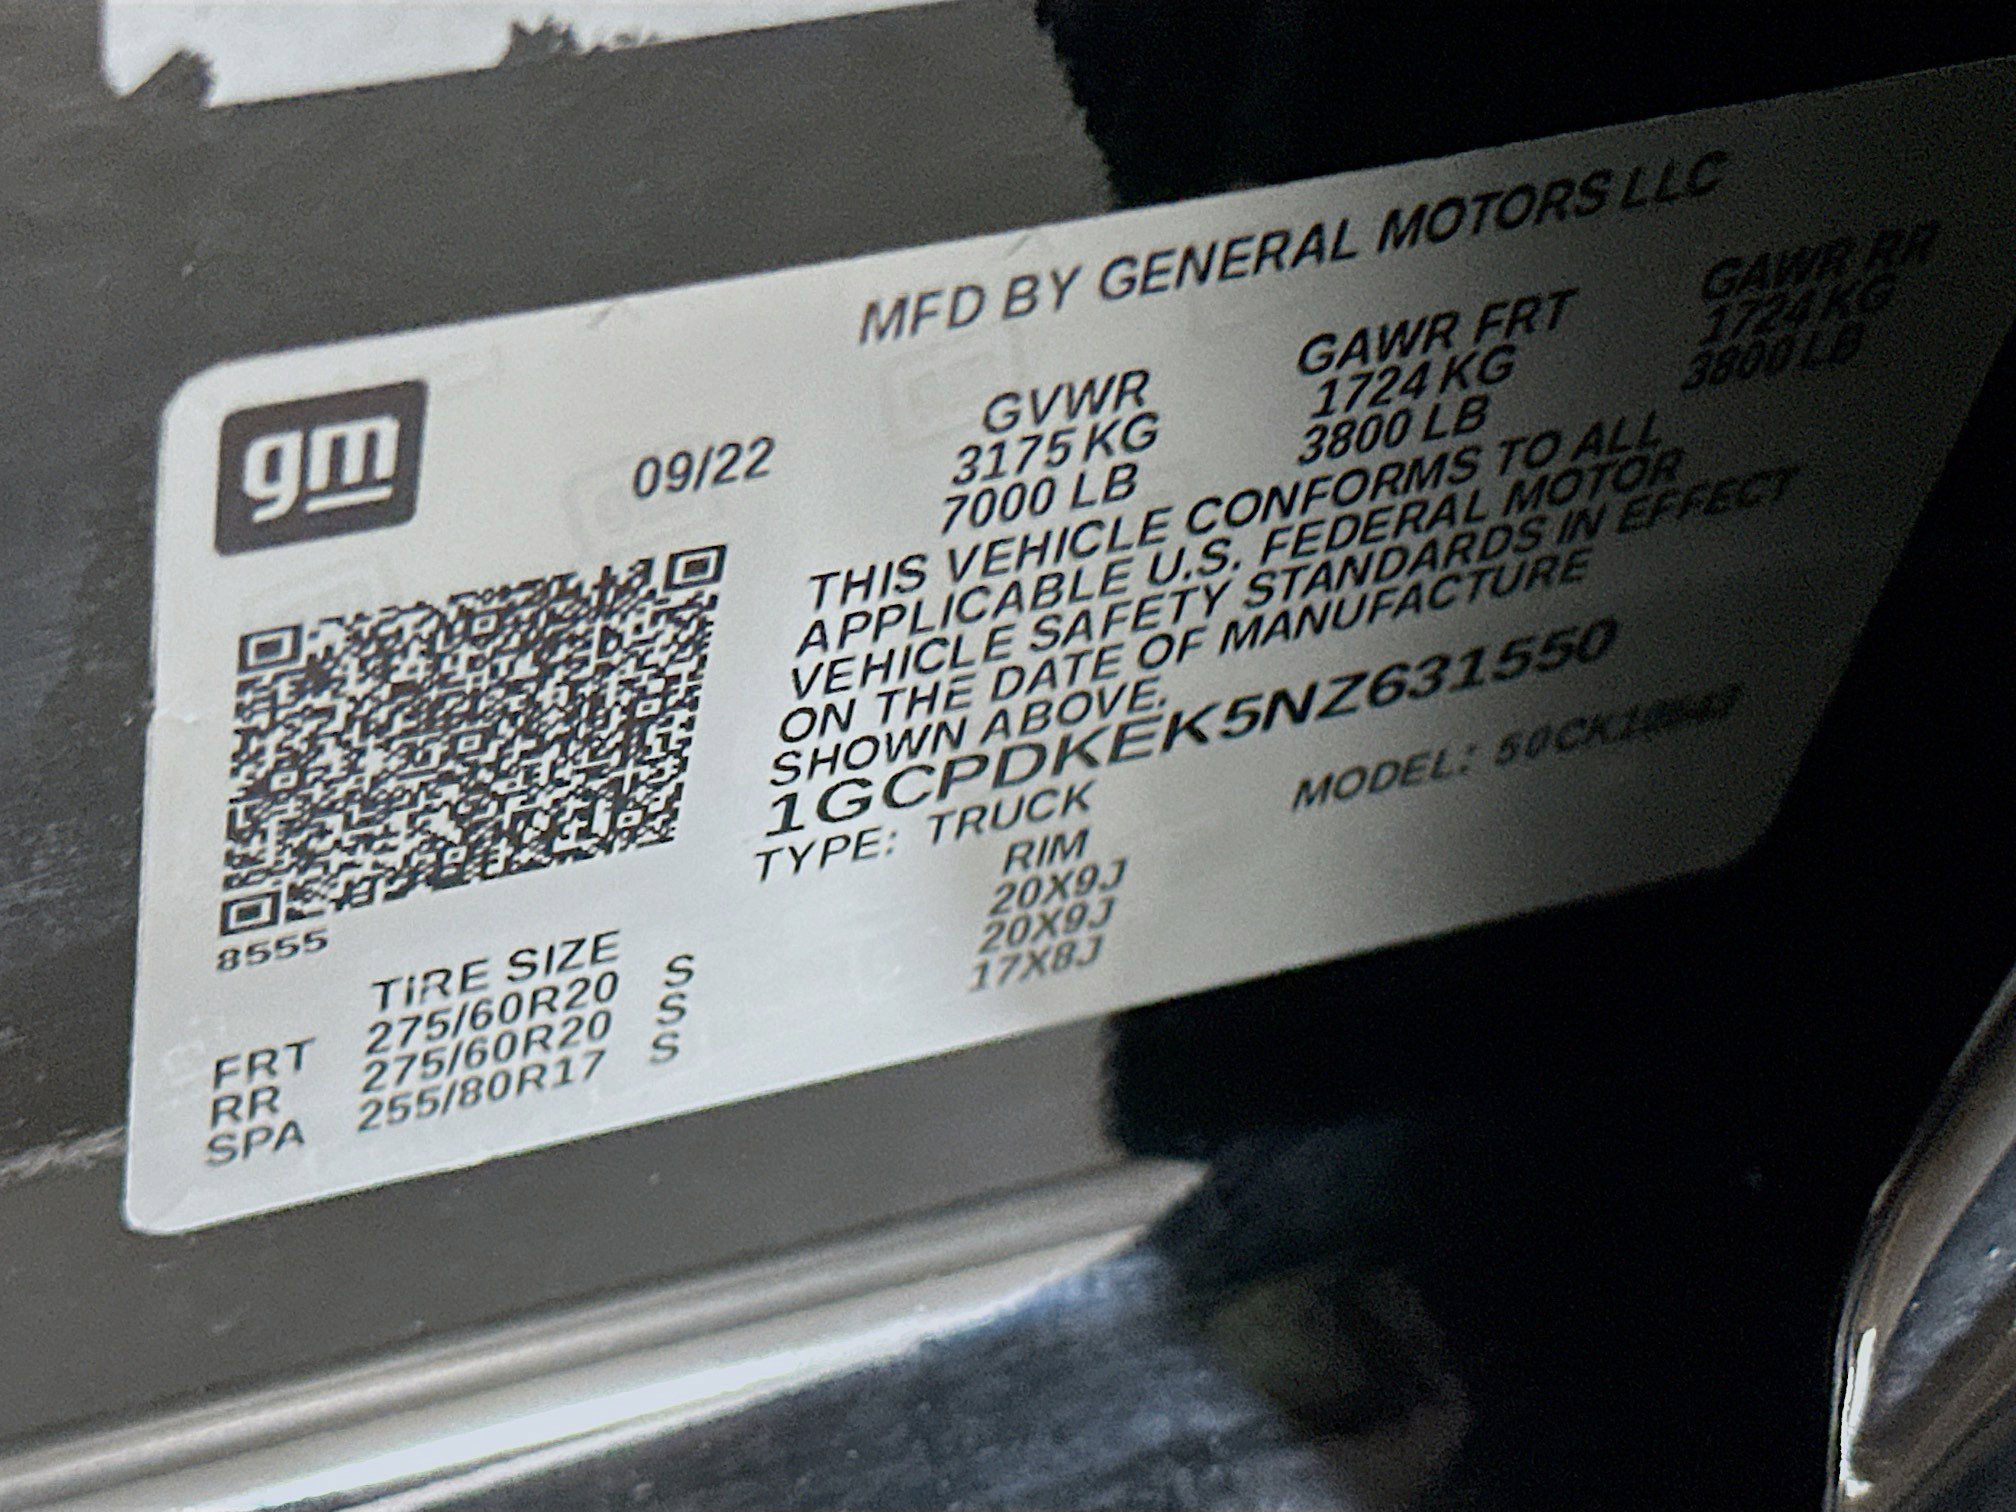 MFD BY GENERAL MOTORS LLC
gm
09/22
GVWR GAWR FRT GAWR RR
3175 KG 1724 KG 1724 KG
7000 LB 3800 LB 3800 LB
THIS VEHICLE CONFORMS TO ALL
APPLICABLE U.S. FEDERAL MOTOR
VEHICLE SAFETY STANDARDS IN EFFECT
ON THE DATE OF MANUFACTURE
SHOWN ABOVE.
1GCPDKEK5NZ631550
TYPE: TRUCK MODEL:
8555
TIRE SIZE RIM
FRT 275/60R20 S 20X9J
RR 275/60R20 S 20X9J
SPA 255/80R17 S 17X8J